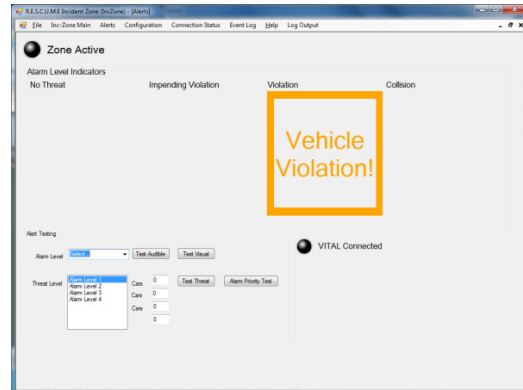 R.E.S.C.U.M.E Incident Zone (IncZone) - [Alerts]
File Inc-Zone Main Alerts Configuration Connection Status Event Log Help Log Output
Zone Active
Alarm Level Indicators
No Threat Impending Violation Violation Collision
Vehicle
Violation!
Alert Testing
Alarm Level Select... Test Audible Test Visual
VITAL Connected
Threat Level Alarm Level 1 Cars 0 Test Threat Alarm Priority Test
Alarm Level 2
Alarm Level 3 Cars 0
Alarm Level 4
Cars 0
0